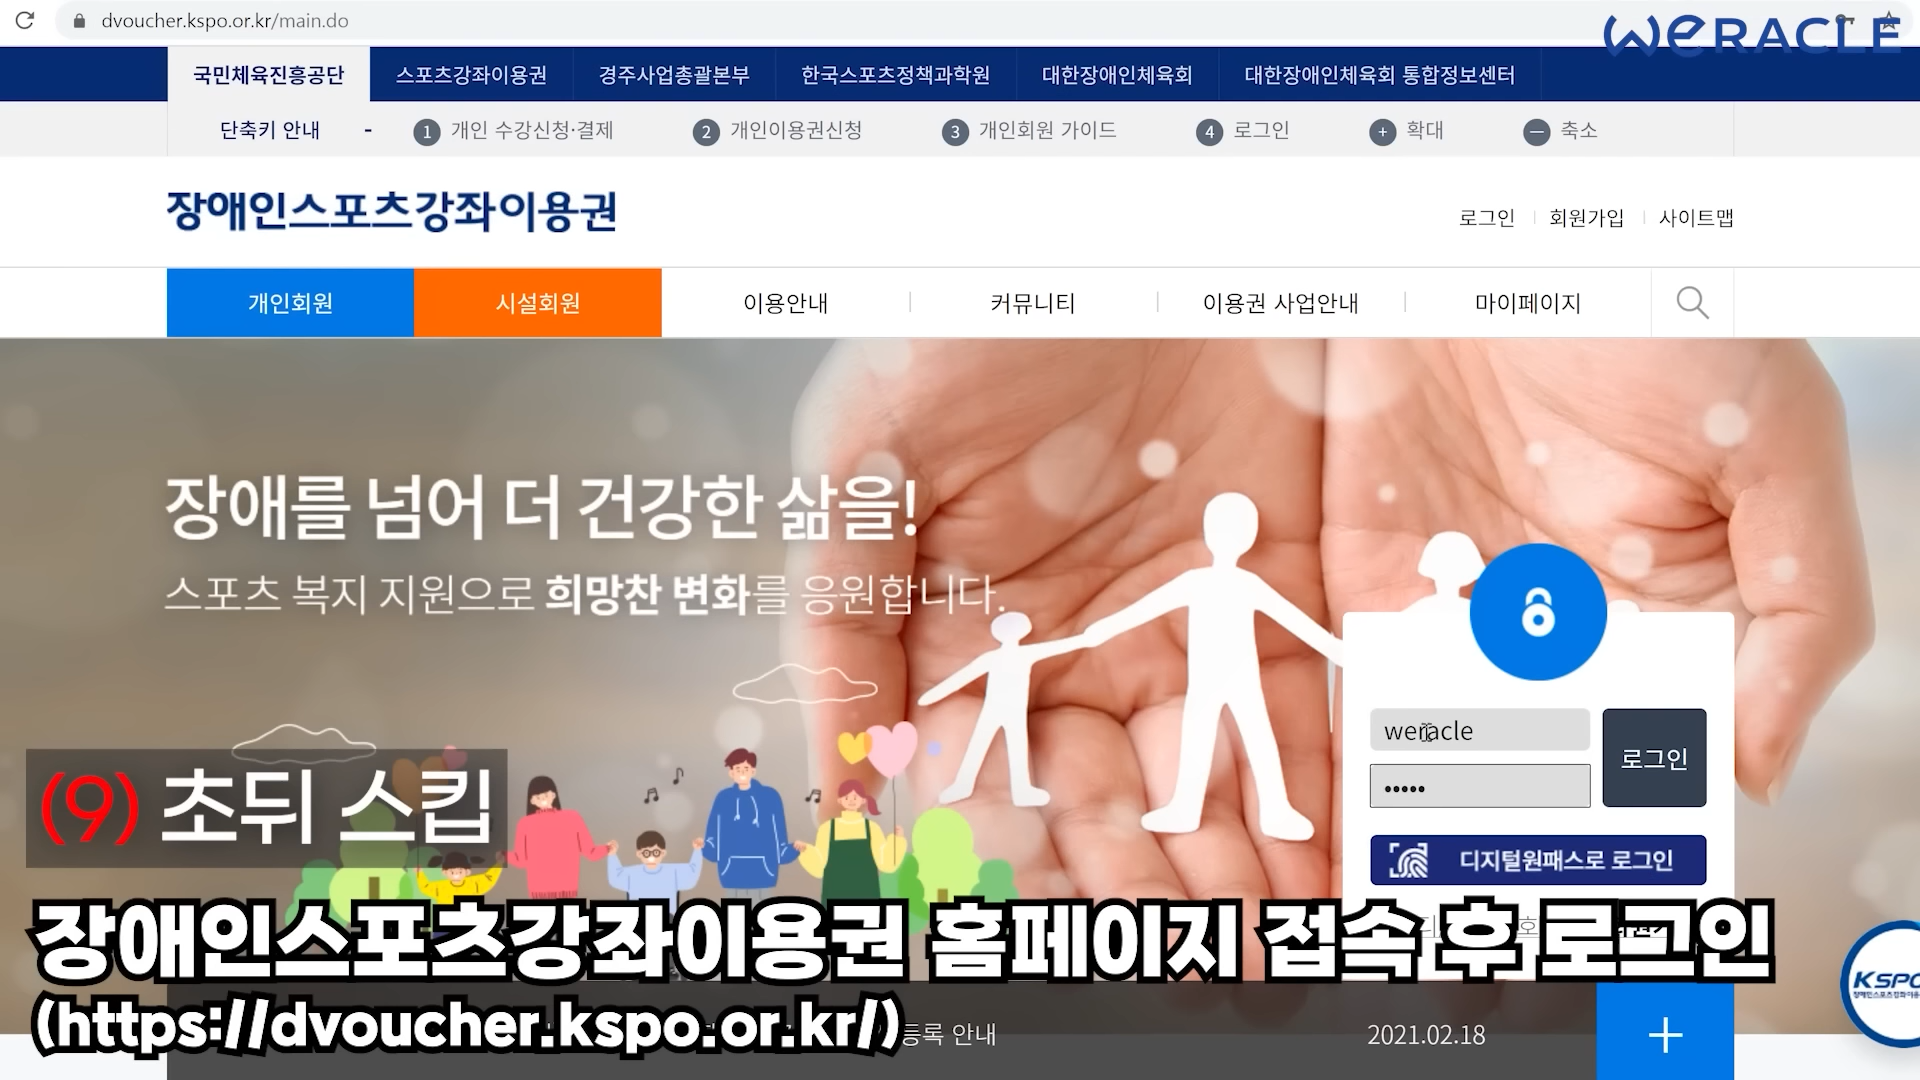 dvoucher.kspo.or.kr/main.do
WERACLE
국민체육진흥공단 스포츠강좌이용권 경주사업총괄본부 한국스포츠정책과학원 대한장애인체육회 대한장애인체육회 통합정보센터
단축키 안내 - 1 개인 수강신청·결제 2 개인이용권신청 3 개인회원 가이드 4 로그인 + 확대 − 축소
장애인스포츠강좌이용권
로그인 회원가입 사이트맵
개인회원 시설회원 이용안내 커뮤니티 이용권 사업안내 마이페이지
장애를 넘어 더 건강한 삶을!
스포츠 복지 지원으로 희망찬 변화를 응원합니다.
weracle
•••••
로그인
디지털원패스로 로그인
(9) 초뒤 스킵
장애인스포츠강좌이용권 홈페이지 접속 후 로그인
(https://dvoucher.kspo.or.kr/)
등록 안내 2021.02.18 +
KSPO